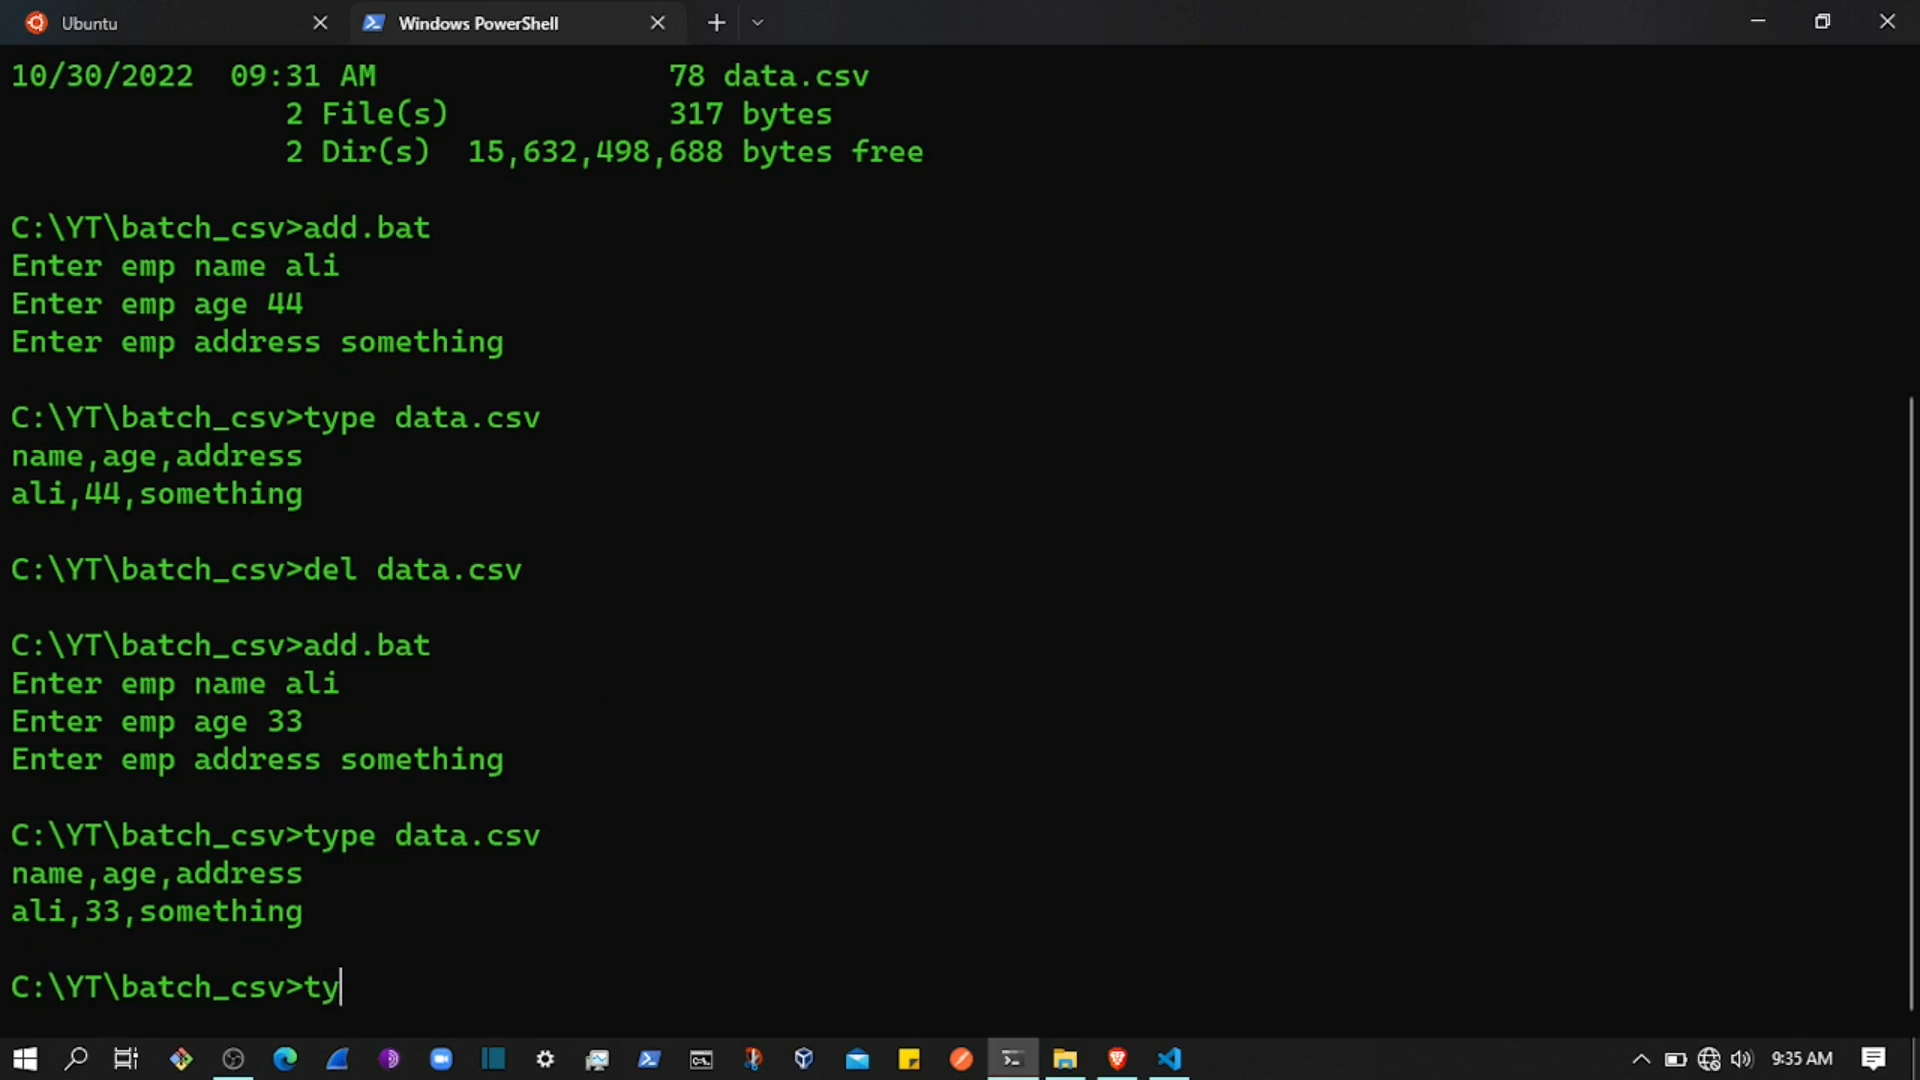 Ubuntu
Windows PowerShell
10/30/2022  09:31 AM                78 data.csv
               2 File(s)            317 bytes
               2 Dir(s)  15,632,498,688 bytes free
C:\YT\batch_csv>add.bat
Enter emp name ali
Enter emp age 44
Enter emp address something
C:\YT\batch_csv>type data.csv
name,age,address
ali,44,something
C:\YT\batch_csv>del data.csv
C:\YT\batch_csv>add.bat
Enter emp name ali
Enter emp age 33
Enter emp address something
C:\YT\batch_csv>type data.csv
name,age,address
ali,33,something
C:\YT\batch_csv>ty
9:35 AM